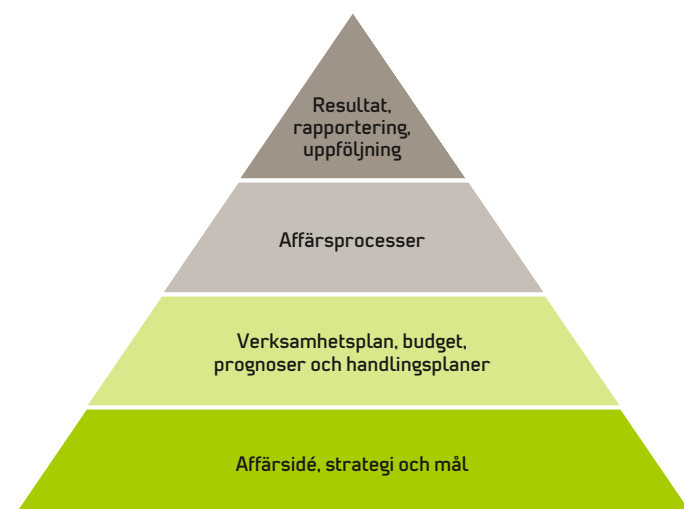 Resultat,
rapportering,
uppföljning
Affärsprocesser
Verksamhetsplan, budget,
prognoser och handlingsplaner
Affärsidé, strategi och mål